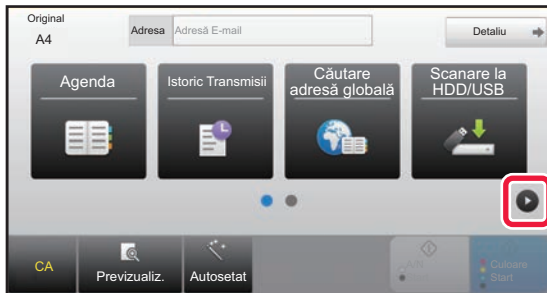 Original
A4
Adresa
Adresă E-mail
Detaliu
Agenda
Istoric Transmisii
Căutare
adresă globală
Scanare la
HDD/USB
CA
Previzualiz.
Autosetat
A/N
Start
Culoare
Start